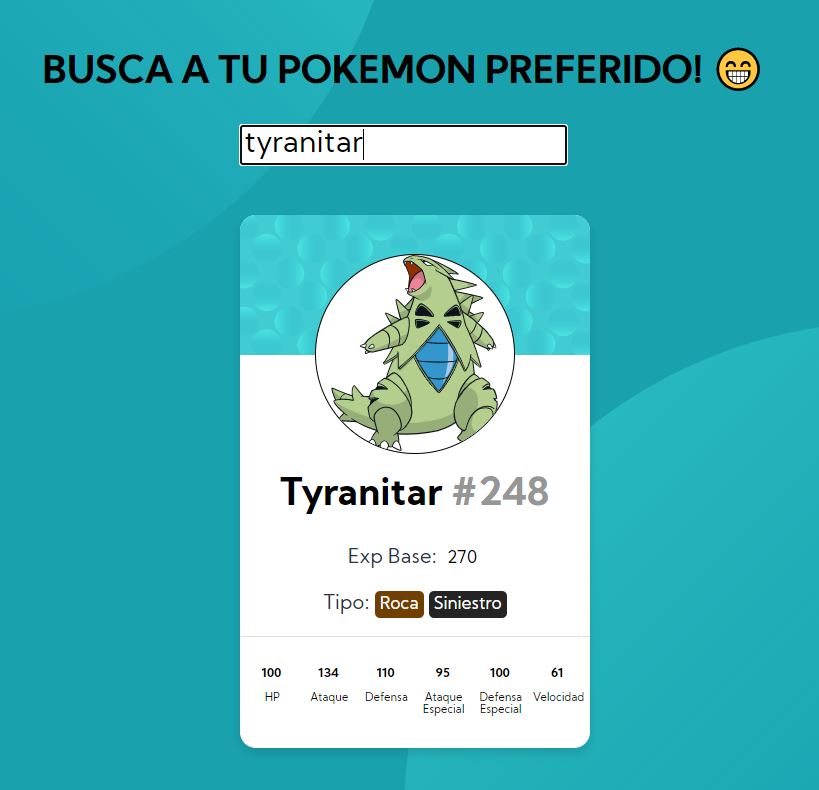 BUSCA A TU POKEMON PREFERIDO! 😁
tyranitar
Tyranitar #248
Exp Base: 270
Tipo: Roca Siniestro
100 134 110 95 100 61
HP Ataque Defensa Ataque Especial Defensa Especial Velocidad